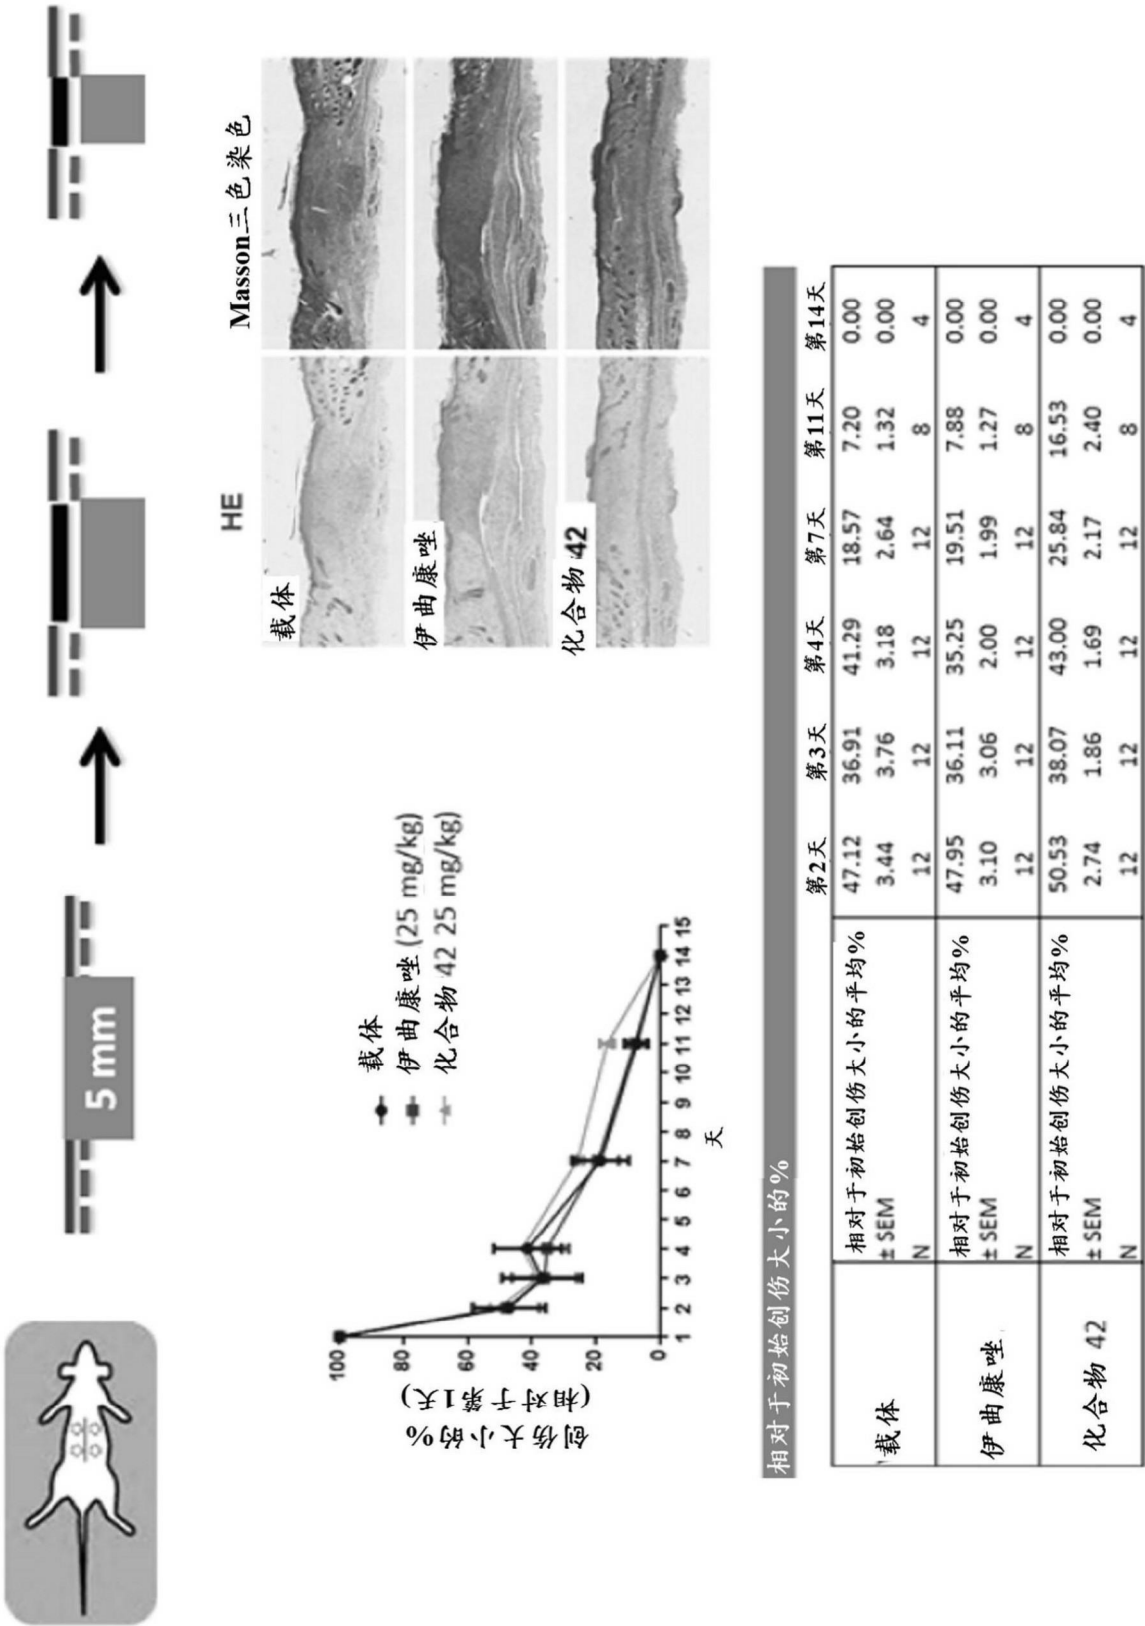 5 mm
创伤大小的%
(相对于第1天)
100
80
60
40
20
0
1 2 3 4 5 6 7 8 9 10 11 12 13 14 15
天
载体
伊曲康唑 (25 mg/kg)
化合物 42 25 mg/kg)
HE
Masson三色染色
载体
伊曲康唑
化合物 42
相对于初始创伤大小的%
第2天 第3天 第4天 第7天 第11天 第14天
载体
相对于初始创伤大小的平均% 47.12 36.91 41.29 18.57 7.20 0.00
± SEM 3.44 3.76 3.18 2.64 1.32 0.00
N 12 12 12 12 8 4
伊曲康唑
相对于初始创伤大小的平均% 47.95 36.11 35.25 19.51 7.88 0.00
± SEM 3.10 3.06 2.00 1.99 1.27 0.00
N 12 12 12 12 8 4
化合物 42
相对于初始创伤大小的平均% 50.53 38.07 43.00 25.84 16.53 0.00
± SEM 2.74 1.86 1.69 2.17 2.40 0.00
N 12 12 12 12 8 4